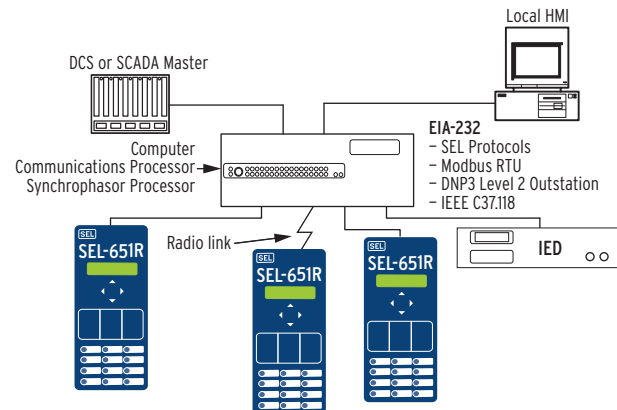 Local HMI
DCS or SCADA Master
EIA-232
– SEL Protocols
– Modbus RTU
– DNP3 Level 2 Outstation
– IEEE C37.118
Computer
Communications Processor
Synchrophasor Processor
Radio link
SEL
SEL-651R
SEL
SEL-651R
SEL
SEL-651R
IED